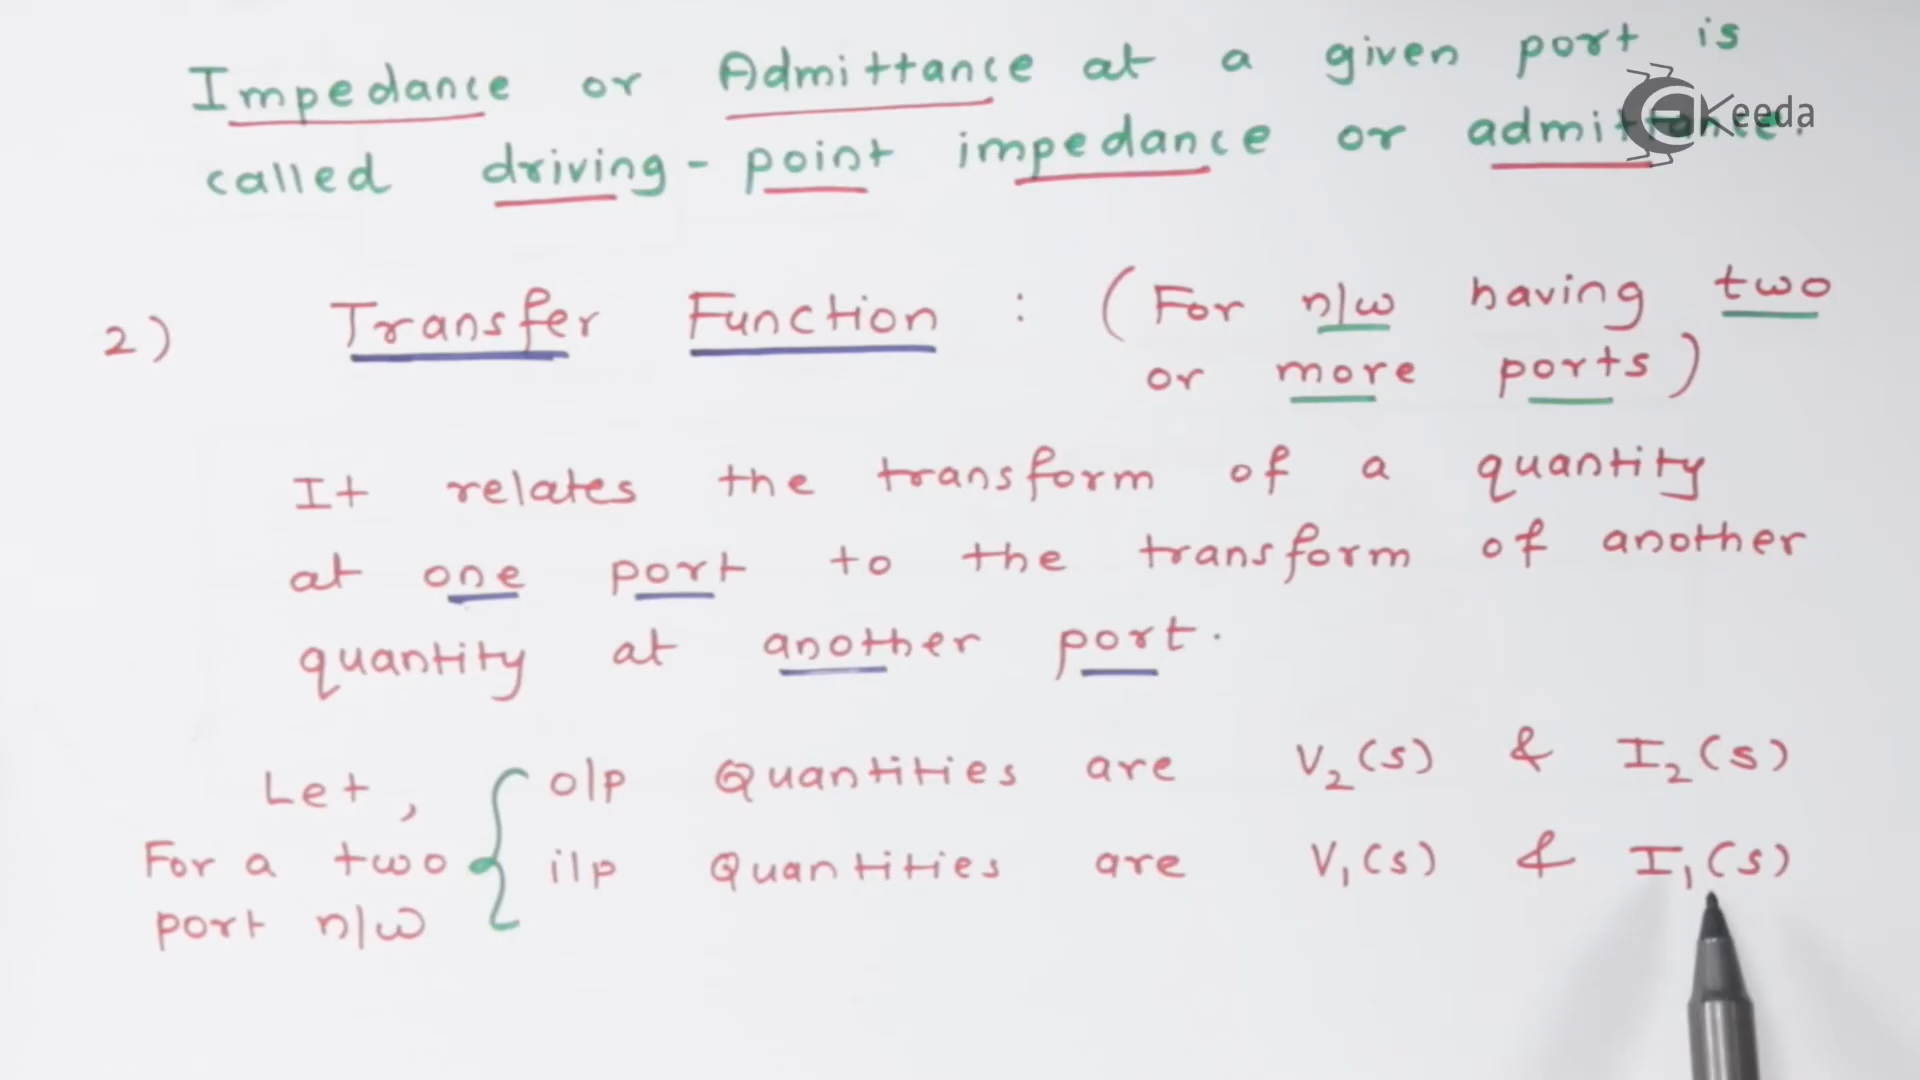 Impedance or Admittance at a given port is
called driving-point impedance or admittance.
EKeeda
2) Transfer Function : (For n/w having two
or more ports)
It relates the transform of a quantity
at one port to the transform of another
quantity at another port.
Let, o/p Quantities are V₂(s) & I₂(s)
For a two i/p Quantities are V₁(s) & I₁(s)
port n/w